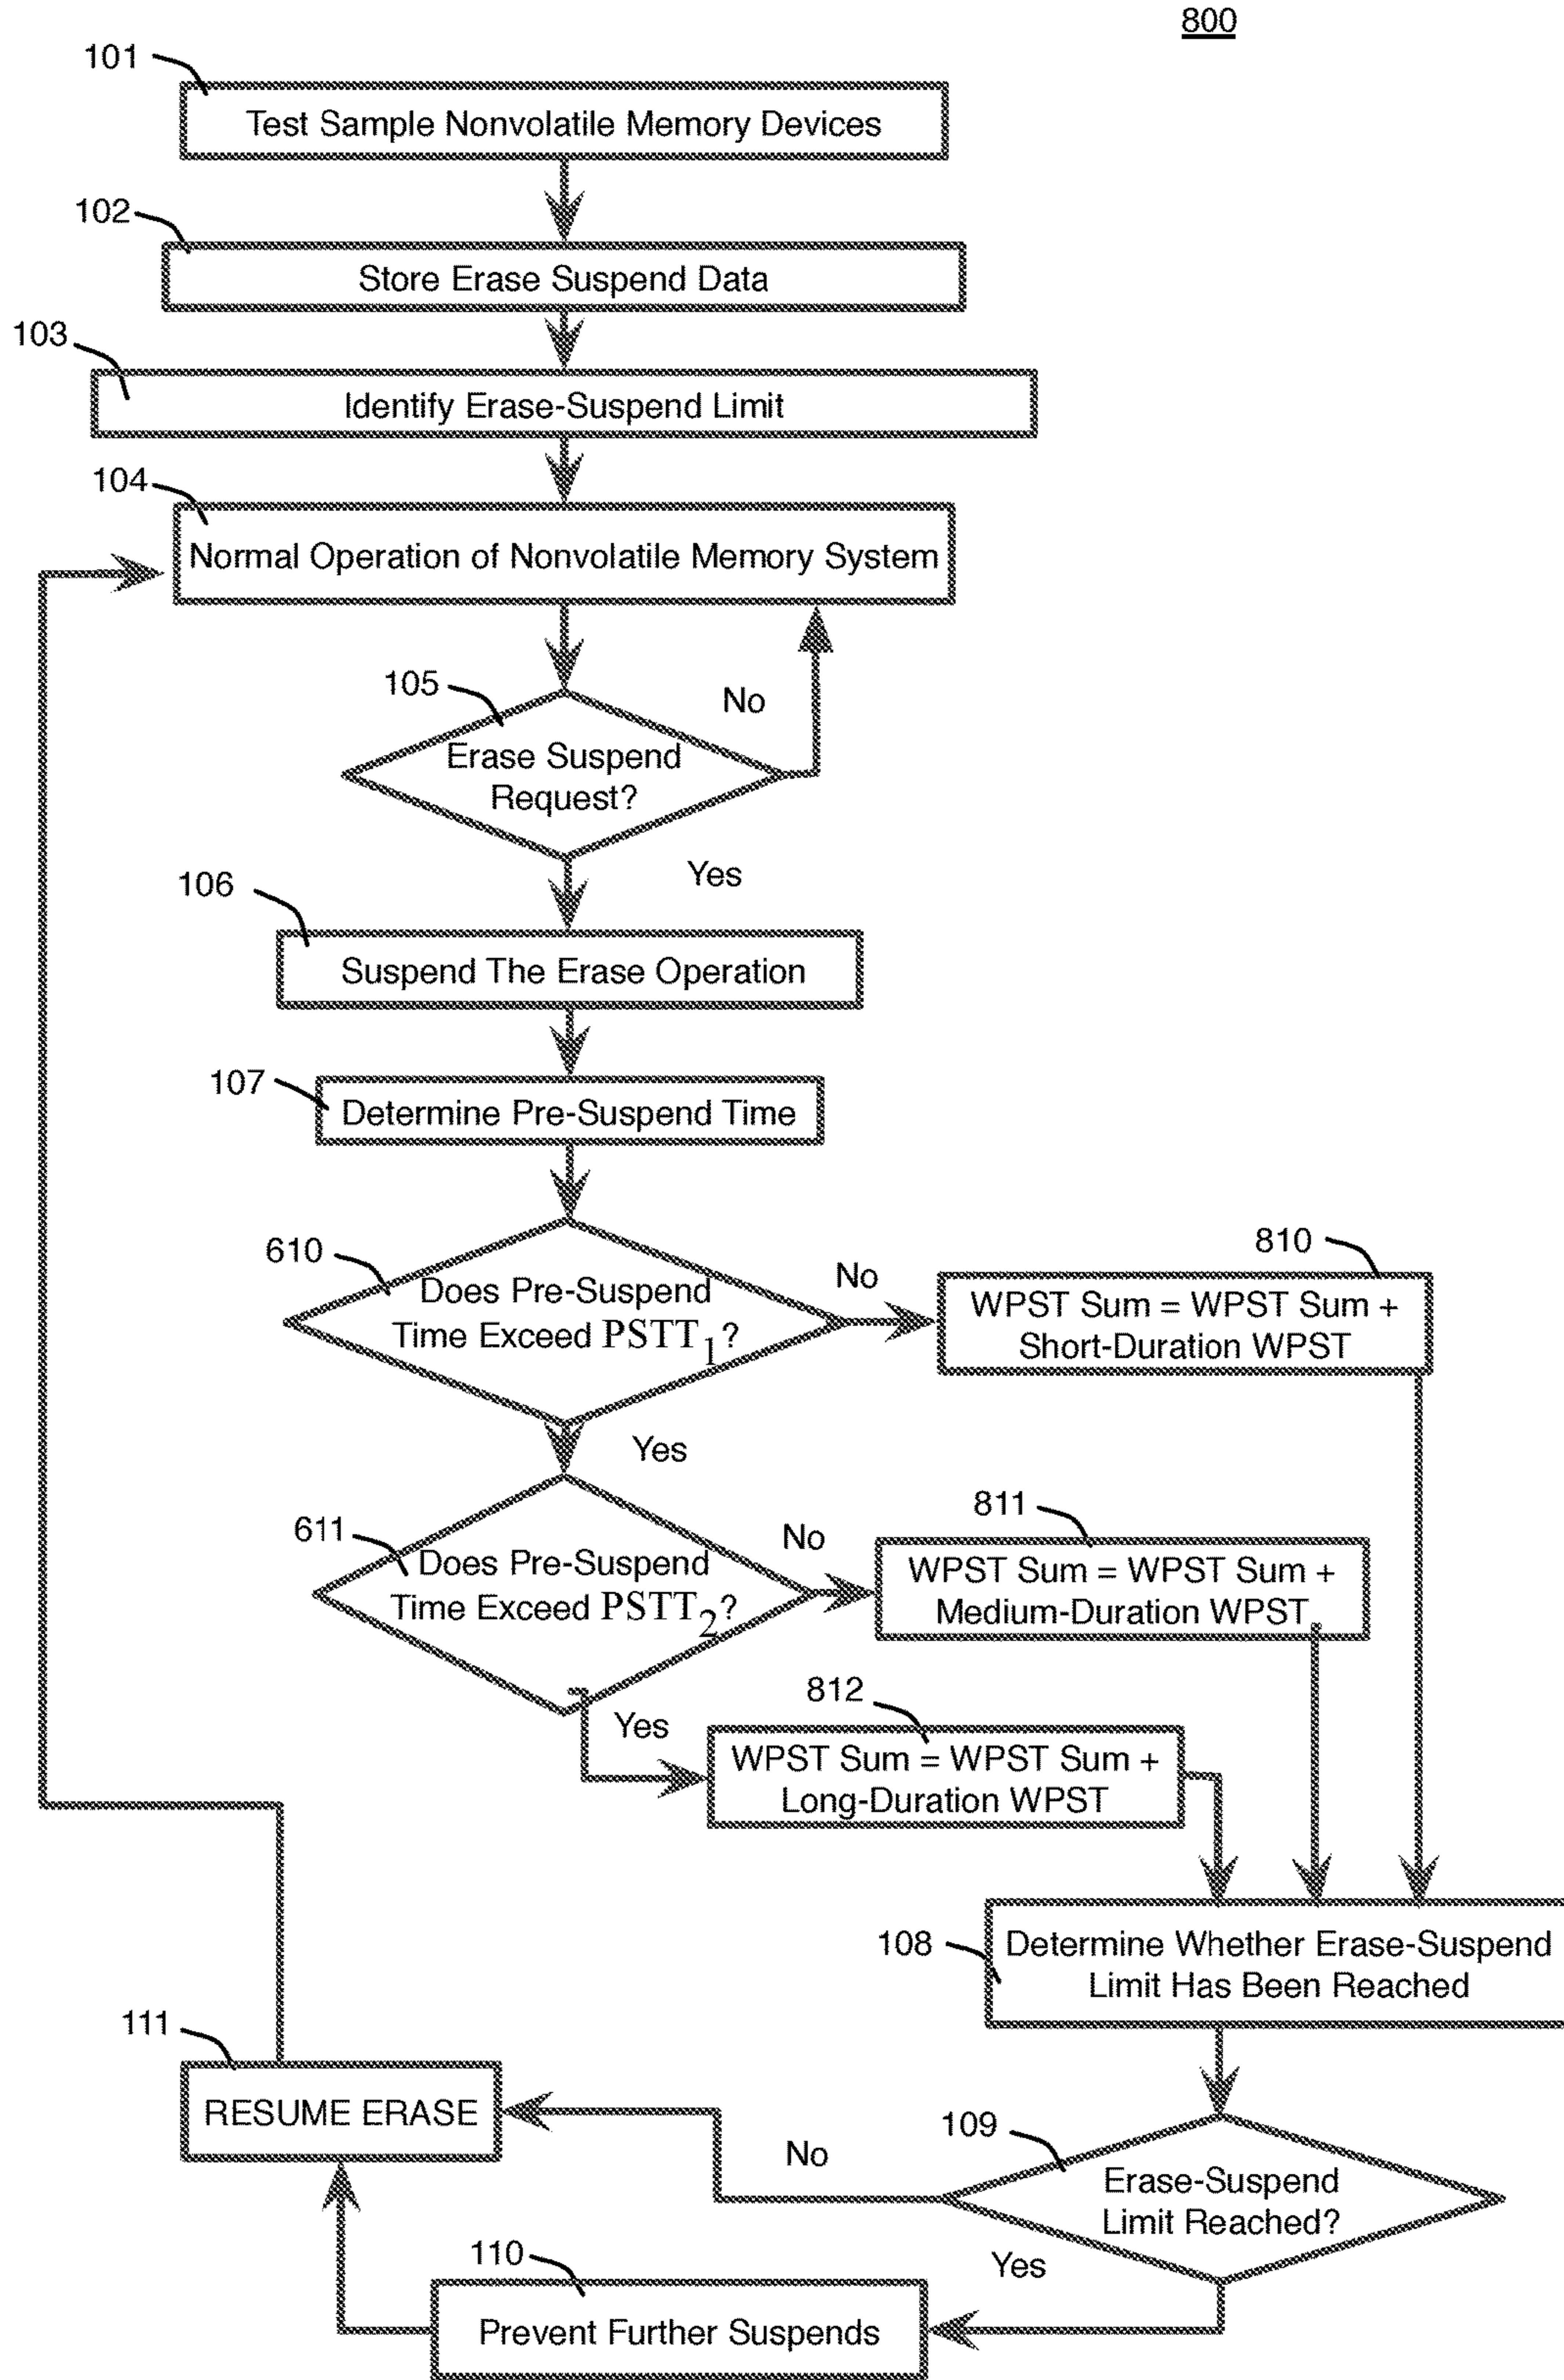 800
101
Test Sample Nonvolatile Memory Devices
102
Store Erase Suspend Data
103
Identify Erase-Suspend Limit
104
Normal Operation of Nonvolatile Memory System
105
No
Erase Suspend
Request?
Yes
106
Suspend The Erase Operation
107
Determine Pre-Suspend Time
610
Does Pre-Suspend
Time Exceed PSTT1?
No
810
WPST Sum = WPST Sum +
Short-Duration WPST
Yes
611
Does Pre-Suspend
Time Exceed PSTT2?
No
811
WPST Sum = WPST Sum +
Medium-Duration WPST
Yes
812
WPST Sum = WPST Sum +
Long-Duration WPST
108
Determine Whether Erase-Suspend
Limit Has Been Reached
111
RESUME ERASE
No
109
Erase-Suspend
Limit Reached?
Yes
110
Prevent Further Suspends